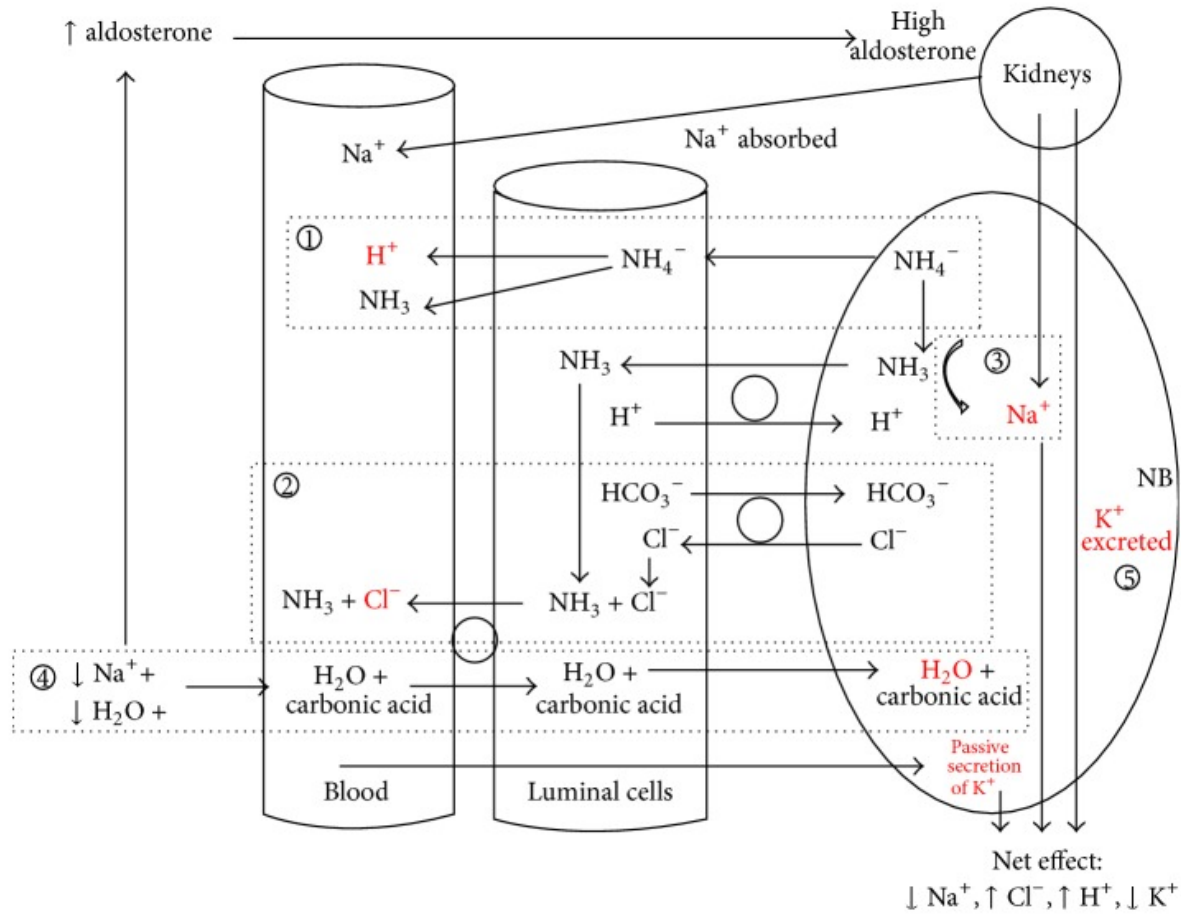 ↑ aldosterone
High
aldosterone
Kidneys
Na⁺
Na⁺ absorbed
①
H⁺
NH₄⁻
NH₄⁻
NH₃
NH₃
NH₃
③
H⁺
H⁺
Na⁺
②
HCO₃⁻
HCO₃⁻
NB
Cl⁻
Cl⁻
K⁺
excreted
⑤
NH₃ + Cl⁻
NH₃ + Cl⁻
④ ↓ Na⁺ +
↓ H₂O +
H₂O +
carbonic acid
H₂O +
carbonic acid
H₂O +
carbonic acid
Passive
secretion
of K⁺
Blood
Luminal cells
Net effect:
↓ Na⁺, ↑ Cl⁻, ↑ H⁺, ↓ K⁺